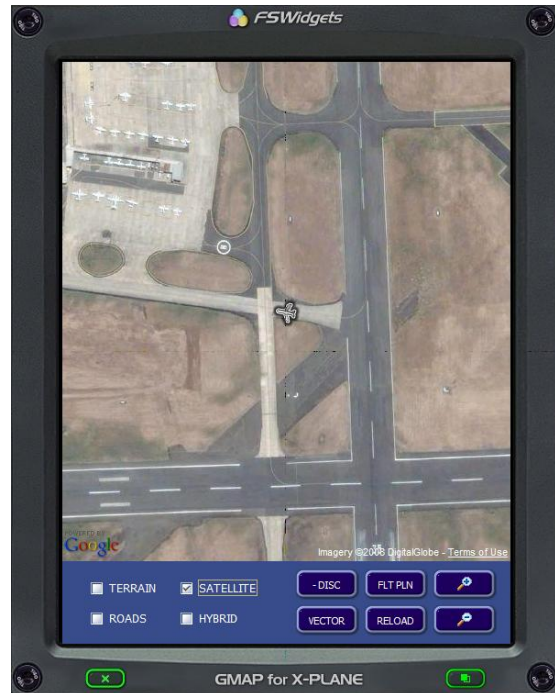 FSWidgets
POWERED BY
Google
Imagery ©2008 DigitalGlobe - Terms of Use
TERRAIN
SATELLITE
- DISC
FLT PLN
ROADS
HYBRID
VECTOR
RELOAD
GMAP for X-PLANE